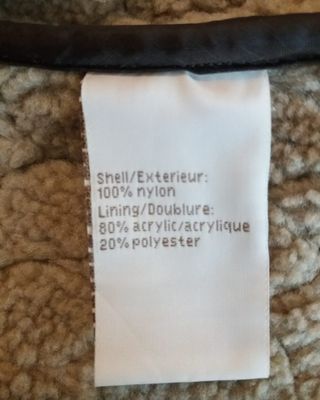 Shell/Exterieur:
100% nylon
Lining/Doublure:
80% acrylic/acrylique
20% polyester